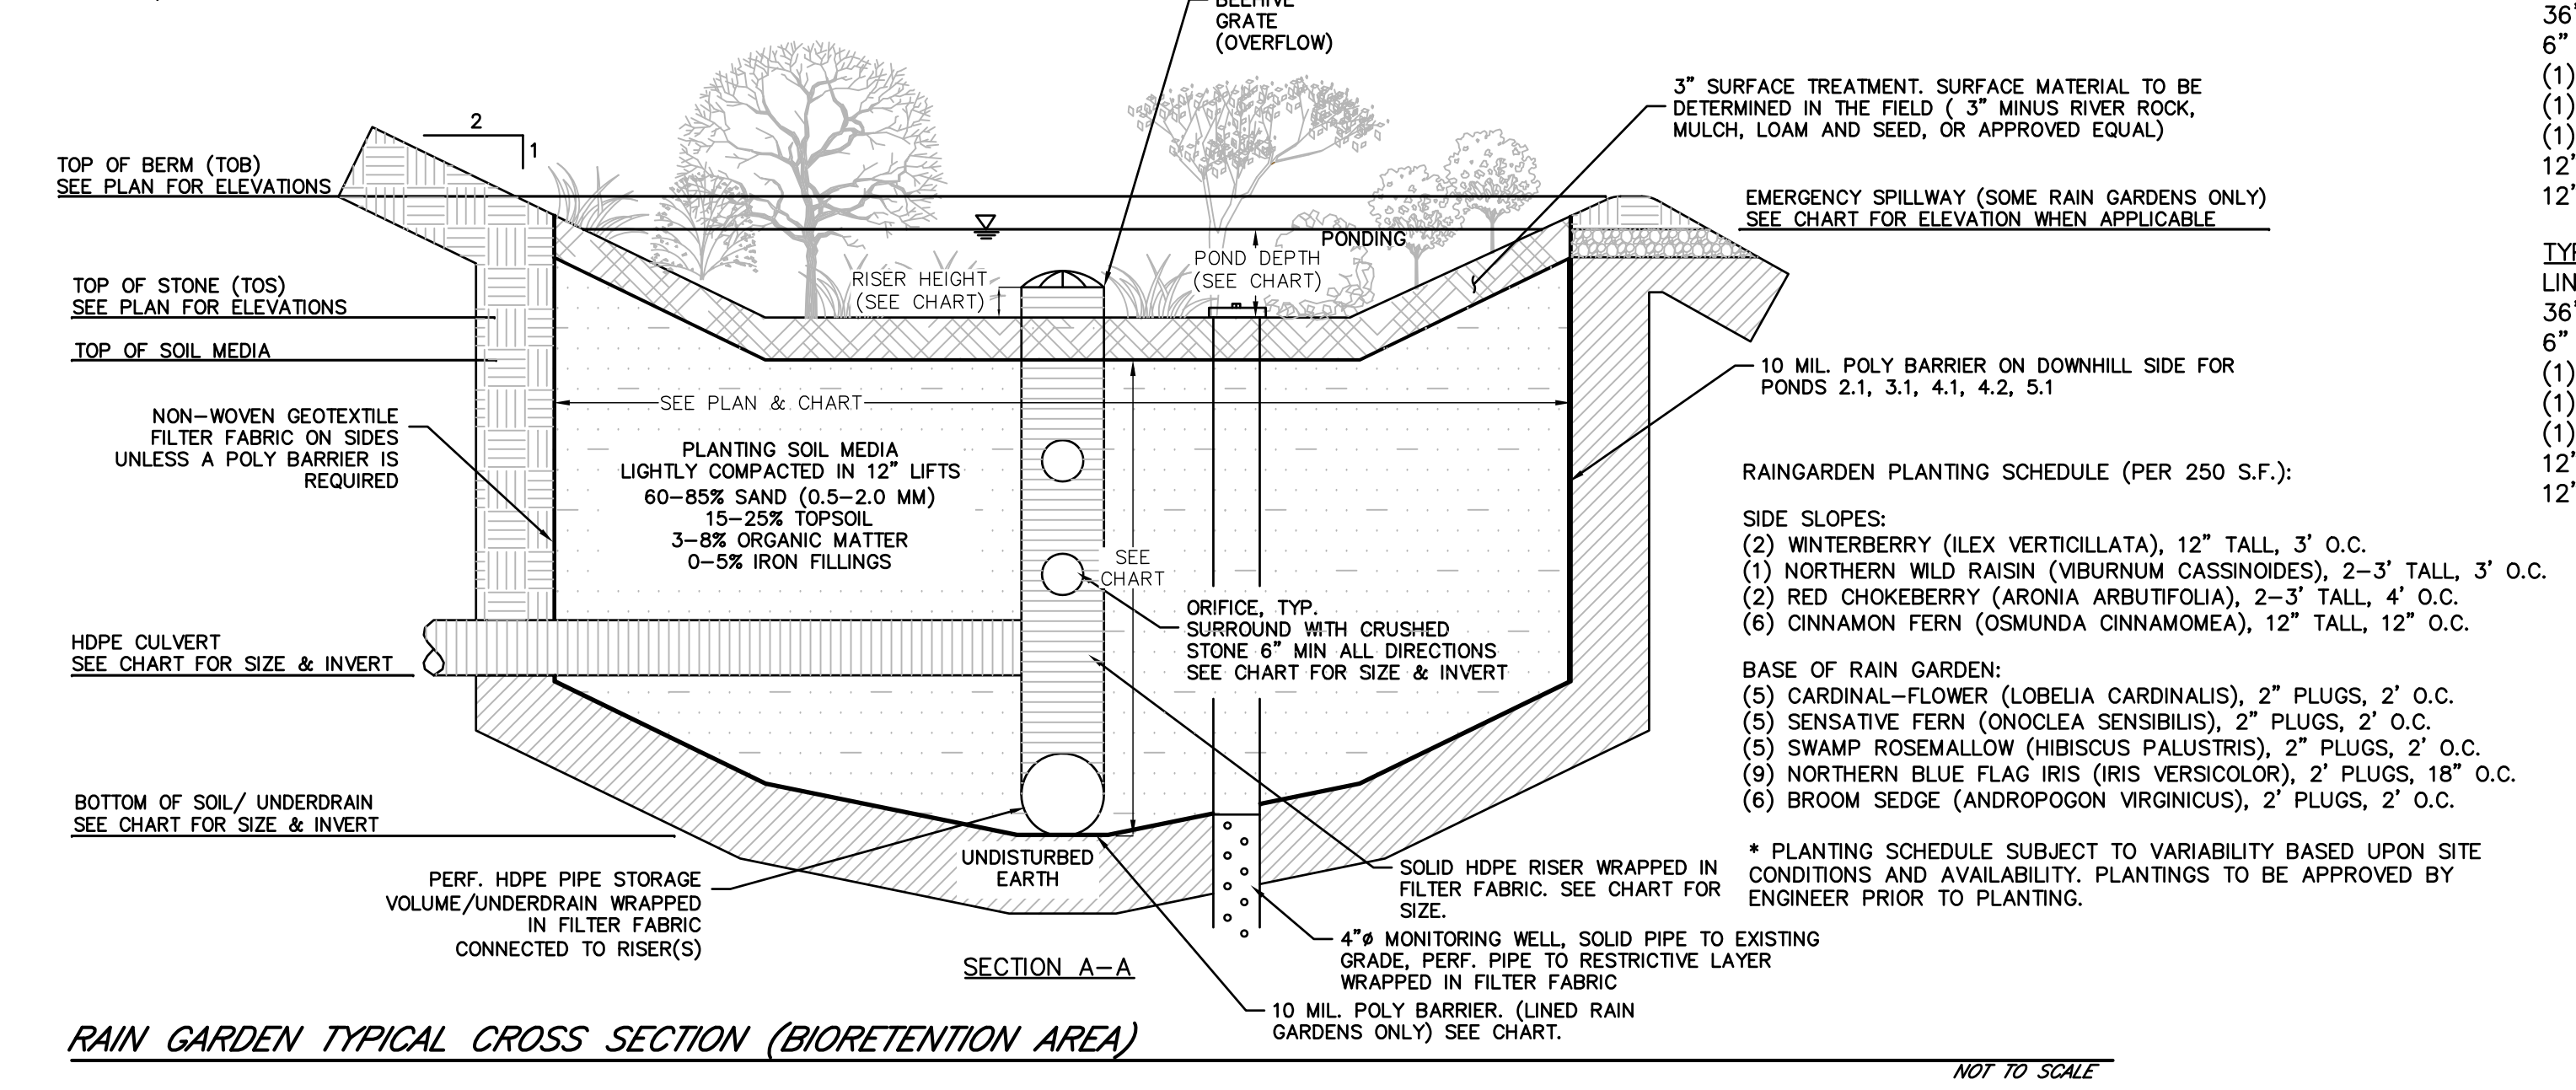 BEEHIVE
GRATE
(OVERFLOW)
2
1
3" SURFACE TREATMENT. SURFACE MATERIAL TO BE
DETERMINED IN THE FIELD ( 3" MINUS RIVER ROCK,
MULCH, LOAM AND SEED, OR APPROVED EQUAL)
TOP OF BERM (TOB)
SEE PLAN FOR ELEVATIONS
EMERGENCY SPILLWAY (SOME RAIN GARDENS ONLY)
SEE CHART FOR ELEVATION WHEN APPLICABLE
PONDING
POND DEPTH
(SEE CHART)
RISER HEIGHT
(SEE CHART)
TOP OF STONE (TOS)
SEE PLAN FOR ELEVATIONS
TOP OF SOIL MEDIA
10 MIL. POLY BARRIER ON DOWNHILL SIDE FOR
PONDS 2.1, 3.1, 4.1, 4.2, 5.1
SEE PLAN & CHART
NON-WOVEN GEOTEXTILE
FILTER FABRIC ON SIDES
UNLESS A POLY BARRIER IS
REQUIRED
PLANTING SOIL MEDIA
LIGHTLY COMPACTED IN 12" LIFTS
60-85% SAND (0.5-2.0 MM)
15-25% TOPSOIL
3-8% ORGANIC MATTER
0-5% IRON FILLINGS
SEE
CHART
ORIFICE, TYP.
SURROUND WITH CRUSHED
STONE 6" MIN ALL DIRECTIONS
SEE CHART FOR SIZE & INVERT
HDPE CULVERT
SEE CHART FOR SIZE & INVERT
BOTTOM OF SOIL/ UNDERDRAIN
SEE CHART FOR SIZE & INVERT
UNDISTURBED
EARTH
PERF. HDPE PIPE STORAGE
VOLUME/UNDERDRAIN WRAPPED
IN FILTER FABRIC
CONNECTED TO RISER(S)
SOLID HDPE RISER WRAPPED IN
FILTER FABRIC. SEE CHART FOR
SIZE.
4"ø MONITORING WELL, SOLID PIPE TO EXISTING
GRADE, PERF. PIPE TO RESTRICTIVE LAYER
WRAPPED IN FILTER FABRIC
10 MIL. POLY BARRIER. (LINED RAIN
GARDENS ONLY) SEE CHART.
SECTION A-A
RAINGARDEN PLANTING SCHEDULE (PER 250 S.F.):
SIDE SLOPES:
(2) WINTERBERRY (ILEX VERTICILLATA), 12" TALL, 3' O.C.
(1) NORTHERN WILD RAISIN (VIBURNUM CASSINOIDES), 2-3' TALL, 3' O.C.
(2) RED CHOKEBERRY (ARONIA ARBUTIFOLIA), 2-3' TALL, 4' O.C.
(6) CINNAMON FERN (OSMUNDA CINNAMOMEA), 12" TALL, 12" O.C.
BASE OF RAIN GARDEN:
(5) CARDINAL-FLOWER (LOBELIA CARDINALIS), 2" PLUGS, 2' O.C.
(5) SENSATIVE FERN (ONOCLEA SENSIBILIS), 2" PLUGS, 2' O.C.
(5) SWAMP ROSEMALLOW (HIBISCUS PALUSTRIS), 2" PLUGS, 2' O.C.
(9) NORTHERN BLUE FLAG IRIS (IRIS VERSICOLOR), 2' PLUGS, 18" O.C.
(6) BROOM SEDGE (ANDROPOGON VIRGINICUS), 2' PLUGS, 2' O.C.
* PLANTING SCHEDULE SUBJECT TO VARIABILITY BASED UPON SITE
CONDITIONS AND AVAILABILITY. PLANTINGS TO BE APPROVED BY
ENGINEER PRIOR TO PLANTING.
RAIN GARDEN TYPICAL CROSS SECTION (BIORETENTION AREA)
NOT TO SCALE
6"
(1)
(1)
(1)
6"
(1)
(1)
(1)